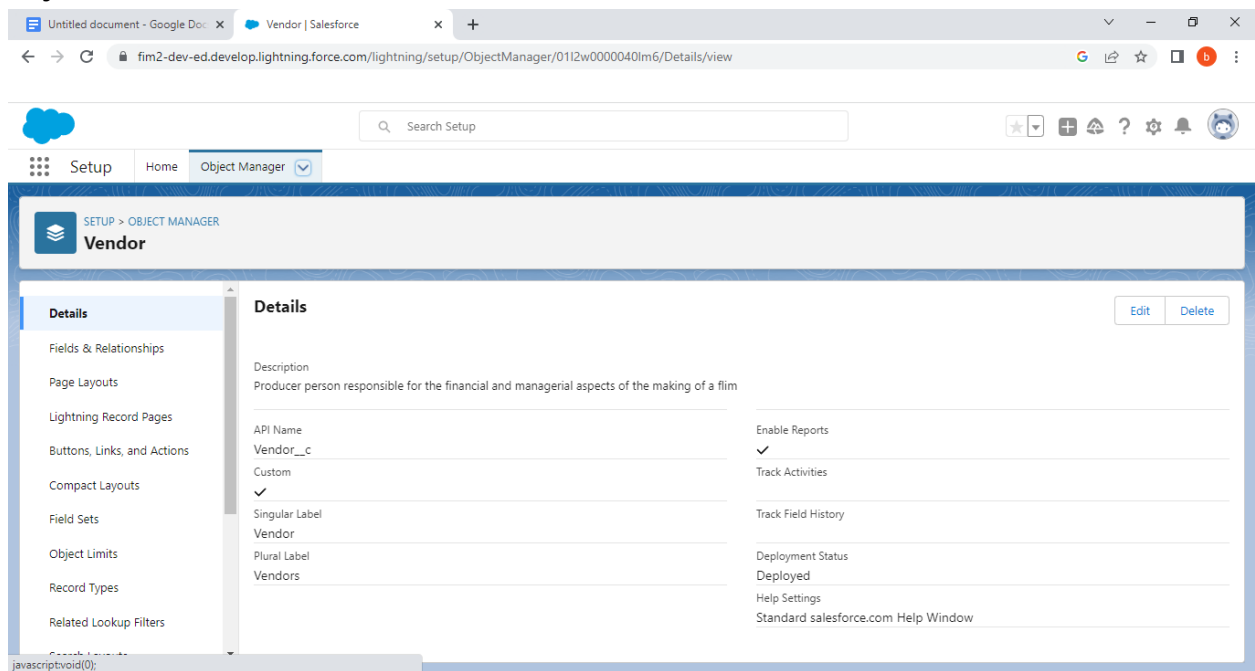 Untitled document - Google Doc
Vendor | Salesforce
fim2-dev-ed.develop.lightning.force.com/lightning/setup/ObjectManager/01I2w0000040lm6/Details/view
G
b
Search Setup
Setup
Home
Object Manager
SETUP > OBJECT MANAGER
Vendor
Details
Fields & Relationships
Page Layouts
Lightning Record Pages
Buttons, Links, and Actions
Compact Layouts
Field Sets
Object Limits
Record Types
Related Lookup Filters
Details
Edit Delete
Description
Producer person responsible for the financial and managerial aspects of the making of a flim
API Name
Vendor__c
Custom
Singular Label
Vendor
Plural Label
Vendors
Enable Reports
Track Activities
Track Field History
Deployment Status
Deployed
Help Settings
Standard salesforce.com Help Window
javascript:void(0);